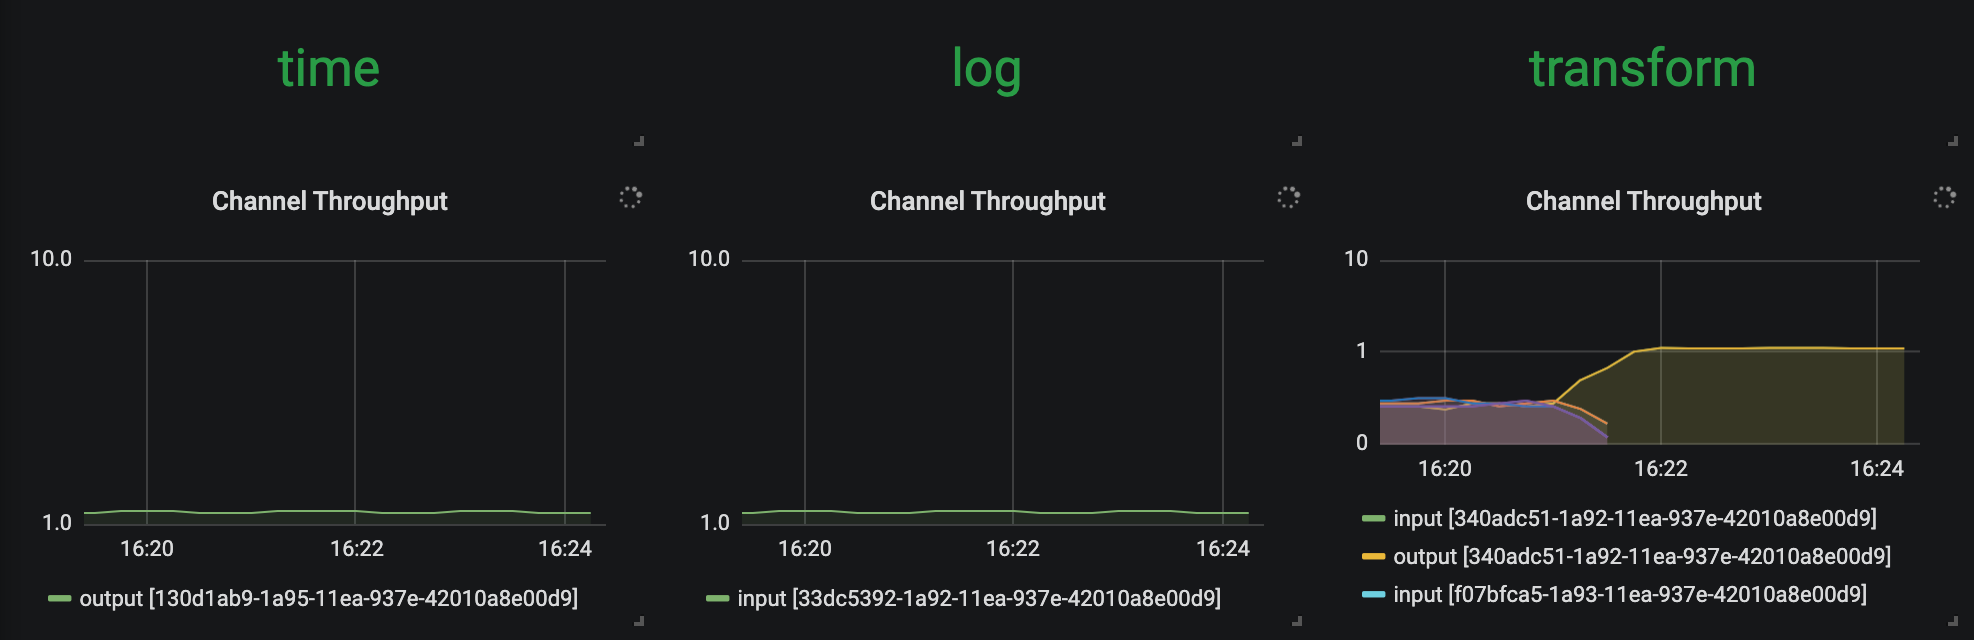 time
log
transform
Channel Throughput
Channel Throughput
Channel Throughput
10.0
1.0
16:20
16:22
16:24
output [130d1ab9-1a95-11ea-937e-42010a8e00d9]
10.0
1.0
16:20
16:22
16:24
input [33dc5392-1a92-11ea-937e-42010a8e00d9]
10
1
0
16:20
16:22
16:24
input [340adc51-1a92-11ea-937e-42010a8e00d9]
output [340adc51-1a92-11ea-937e-42010a8e00d9]
input [f07bfca5-1a93-11ea-937e-42010a8e00d9]